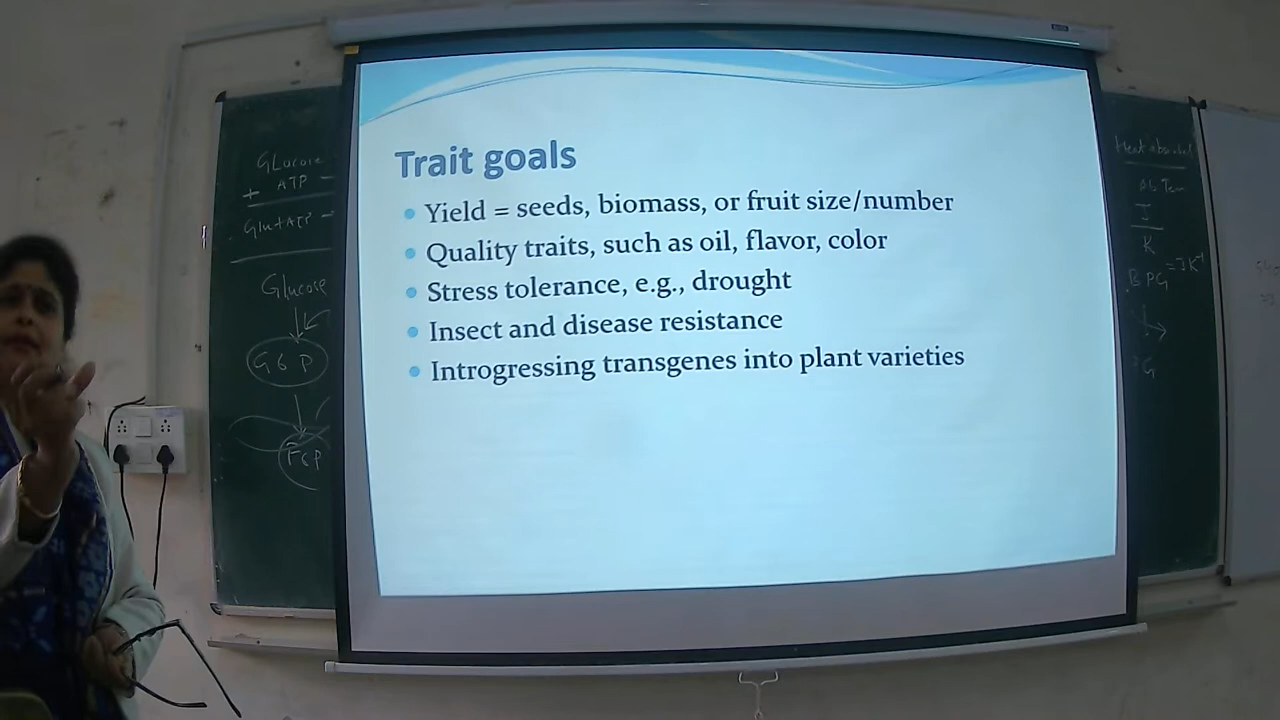 GLucose
+ ATP -
Glucose
G 6 P
F6P
Trait goals
• Yield = seeds, biomass, or fruit size/number
• Quality traits, such as oil, flavor, color
• Stress tolerance, e.g., drought
• Insect and disease resistance
• Introgressing transgenes into plant varieties
I
K